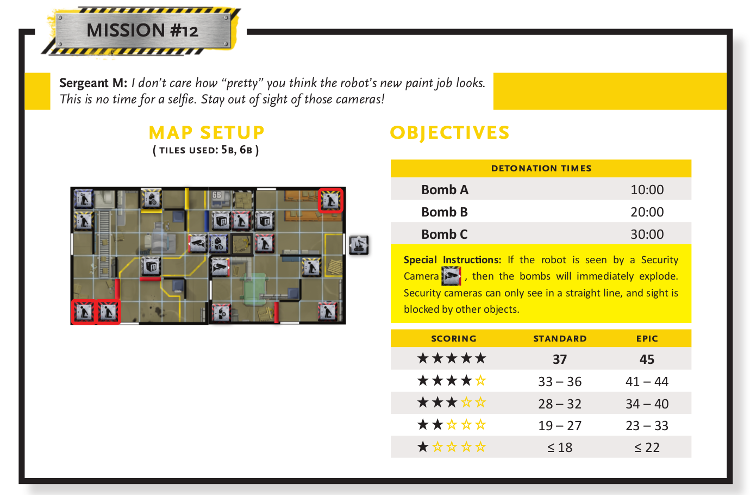 MISSION #12
Sergeant M: I don't care how "pretty" you think the robot's new paint job looks.
This is no time for a selfie. Stay out of sight of those cameras!
MAP SETUP
( TILES USED: 5B, 6B )
OBJECTIVES
DETONATION TIMES
Bomb A 10:00
Bomb B 20:00
Bomb C 30:00
Special Instructions: If the robot is seen by a Security
Camera , then the bombs will immediately explode.
Security cameras can only see in a straight line, and sight is
blocked by other objects.
SCORING STANDARD EPIC
★★★★★ 37 45
★★★★☆ 33 – 36 41 – 44
★★★☆☆ 28 – 32 34 – 40
★★☆☆☆ 19 – 27 23 – 33
★☆☆☆☆ ≤ 18 ≤ 22